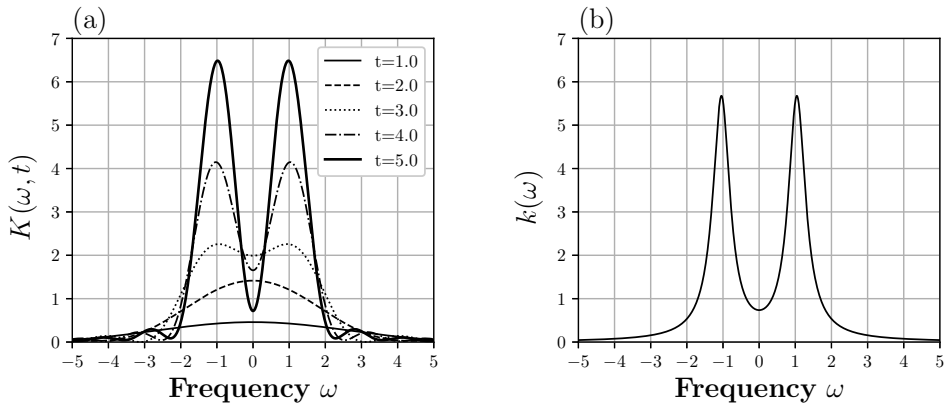 (a)
7
6
5
4
3
2
1
0
K(ω, t)
t=1.0
t=2.0
t=3.0
t=4.0
t=5.0
−5 −4 −3 −2 −1 0 1 2 3 4 5
Frequency ω
(b)
7
6
5
4
3
2
1
0
k(ω)
−5 −4 −3 −2 −1 0 1 2 3 4 5
Frequency ω